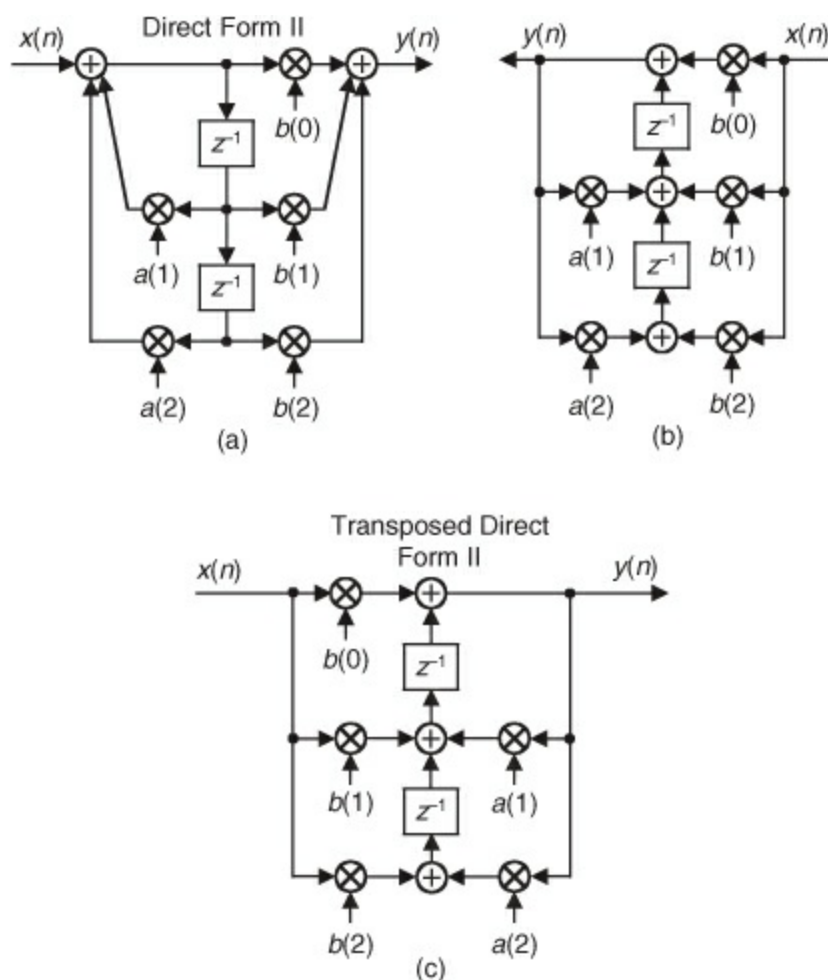 Direct Form II
x(n) y(n)
b(0)
z⁻¹
a(1) b(1)
z⁻¹
a(2) b(2)
(a)
y(n) x(n)
b(0)
z⁻¹
a(1) b(1)
z⁻¹
a(2) b(2)
(b)
Transposed Direct
Form II
x(n) y(n)
b(0)
z⁻¹
b(1) a(1)
z⁻¹
b(2) a(2)
(c)